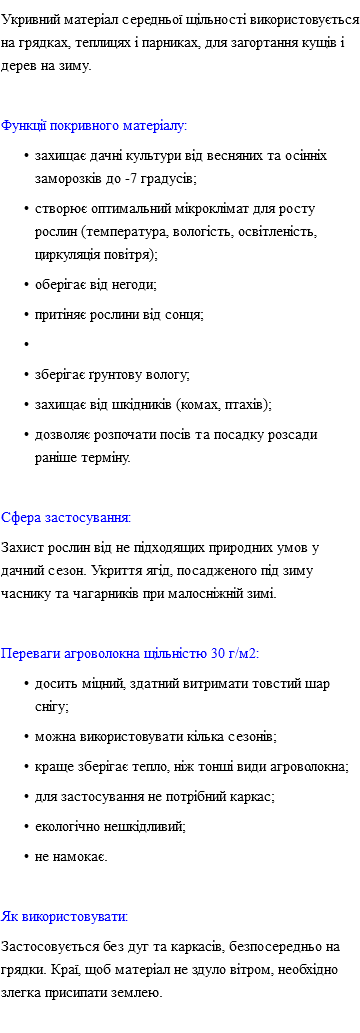 Укривний матеріал середньої щільності використовується
на грядках, теплицях і парниках, для загортання кущів і
дерев на зиму.
Функції покривного матеріалу:
• захищає дачні культури від весняних та осінніх
заморозків до -7 градусів;
• створює оптимальний мікроклімат для росту
рослин (температура, вологість, освітленість,
циркуляція повітря);
• оберігає від негоди;
• притіняє рослини від сонця;
•
• зберігає ґрунтову вологу;
• захищає від шкідників (комах, птахів);
• дозволяє розпочати посів та посадку розсади
раніше терміну.
Сфера застосування:
Захист рослин від не підходящих природних умов у
дачний сезон. Укриття ягід, посадженого під зиму
часнику та чагарників при малосніжній зимі.
Переваги агроволокна щільністю 30 г/м2:
• досить міцний, здатний витримати товстий шар
снігу;
• можна використовувати кілька сезонів;
• краще зберігає тепло, ніж тонші види агроволокна;
• для застосування не потрібний каркас;
• екологічно нешкідливий;
• не намокає.
Як використовувати:
Застосовується без дуг та каркасів, безпосередньо на
грядки. Краї, щоб матеріал не здуло вітром, необхідно
злегка присипати землею.